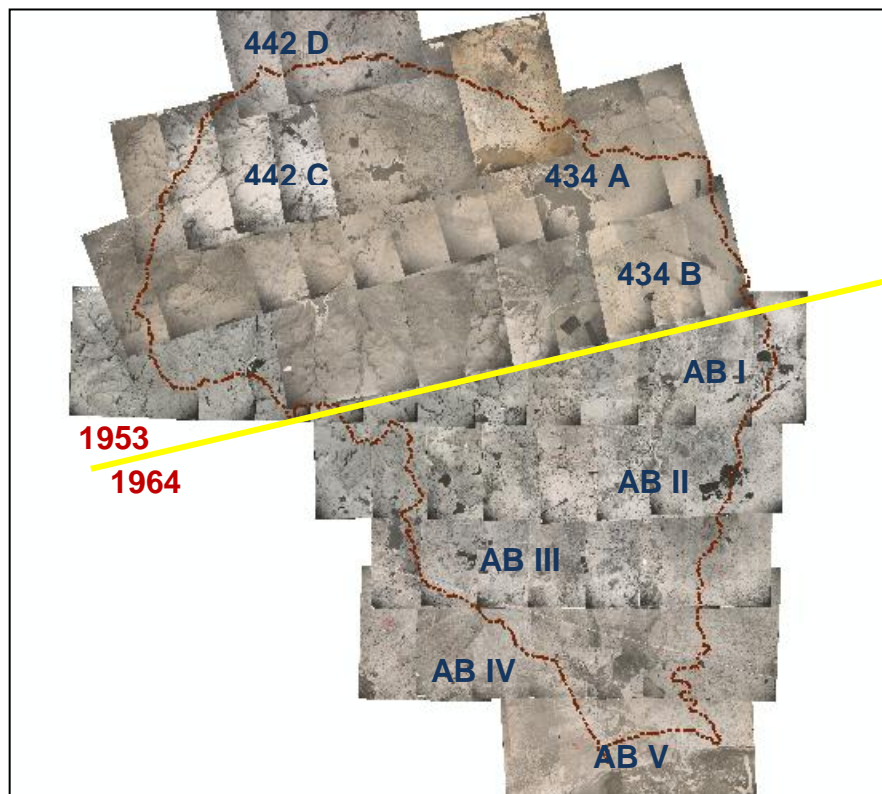 442 D
442 C
434 A
434 B
AB I
1953
1964
AB II
AB III
AB IV
AB V